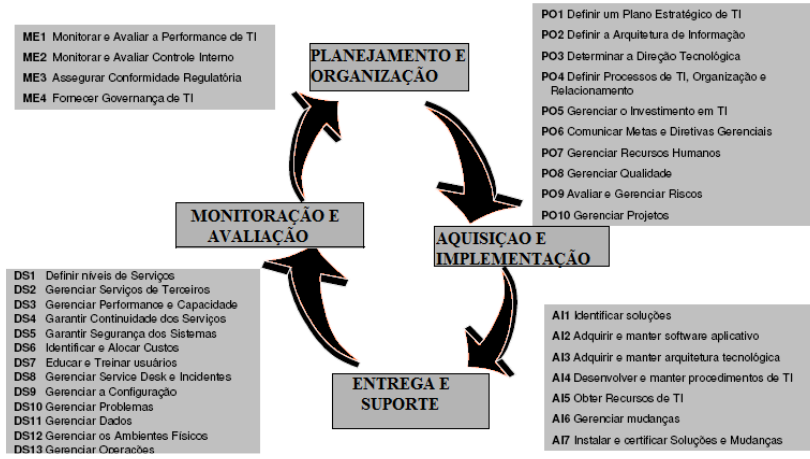 ME1 Monitorar e Avaliar a Performance de TI
ME2 Monitorar e Avaliar Controle Interno
ME3 Assegurar Conformidade Regulatória
ME4 Fornecer Governança de TI
PLANEJAMENTO E
ORGANIZAÇÃO
PO1 Definir um Plano Estratégico de TI
PO2 Definir a Arquitetura de Informação
PO3 Determinar a Direção Tecnológica
PO4 Definir Processos de TI, Organização e
Relacionamento
PO5 Gerenciar o Investimento em TI
PO6 Comunicar Metas e Diretivas Gerenciais
PO7 Gerenciar Recursos Humanos
PO8 Gerenciar Qualidade
PO9 Avaliar e Gerenciar Riscos
PO10 Gerenciar Projetos
MONITORAÇÃO E
AVALIAÇÃO
AQUISIÇAO E
IMPLEMENTAÇÃO
DS1 Definir níveis de Serviços
DS2 Gerenciar Serviços de Terceiros
DS3 Gerenciar Performance e Capacidade
DS4 Garantir Continuidade dos Serviços
DS5 Garantir Segurança dos Sistemas
DS6 Identificar e Alocar Custos
DS7 Educar e Treinar usuários
DS8 Gerenciar Service Desk e Incidentes
DS9 Gerenciar a Configuração
DS10 Gerenciar Problemas
DS11 Gerenciar Dados
DS12 Gerenciar os Ambientes Físicos
DS13 Gerenciar Operações
ENTREGA E
SUPORTE
AI1 Identificar soluções
AI2 Adquirir e manter software aplicativo
AI3 Adquirir e manter arquitetura tecnológica
AI4 Desenvolver e manter procedimentos de TI
AI5 Obter Recursos de TI
AI6 Gerenciar mudanças
AI7 Instalar e certificar Soluções e Mudanças